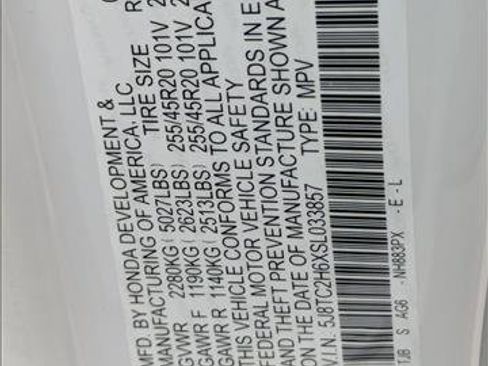 MFD. BY HONDA DEVELOPMENT &
MANUFACTURING OF AMERICA, LLC
TIRE SIZE
GVWR 2280KG (5027LBS)
GAWR F 1190KG (2623LBS) 255/45R20 101V
GAWR R 1140KG (2513LBS) 255/45R20 101V
THIS VEHICLE CONFORMS TO ALL APPLICA
FEDERAL MOTOR VEHICLE SAFETY
AND THEFT PREVENTION STANDARDS IN E
ON THE DATE OF MANUFACTURE SHOWN A
V.I.N. 5J8TC2H6XSL033857 TYPE: MPV
TJB S AG6 -NH883PX -E-L